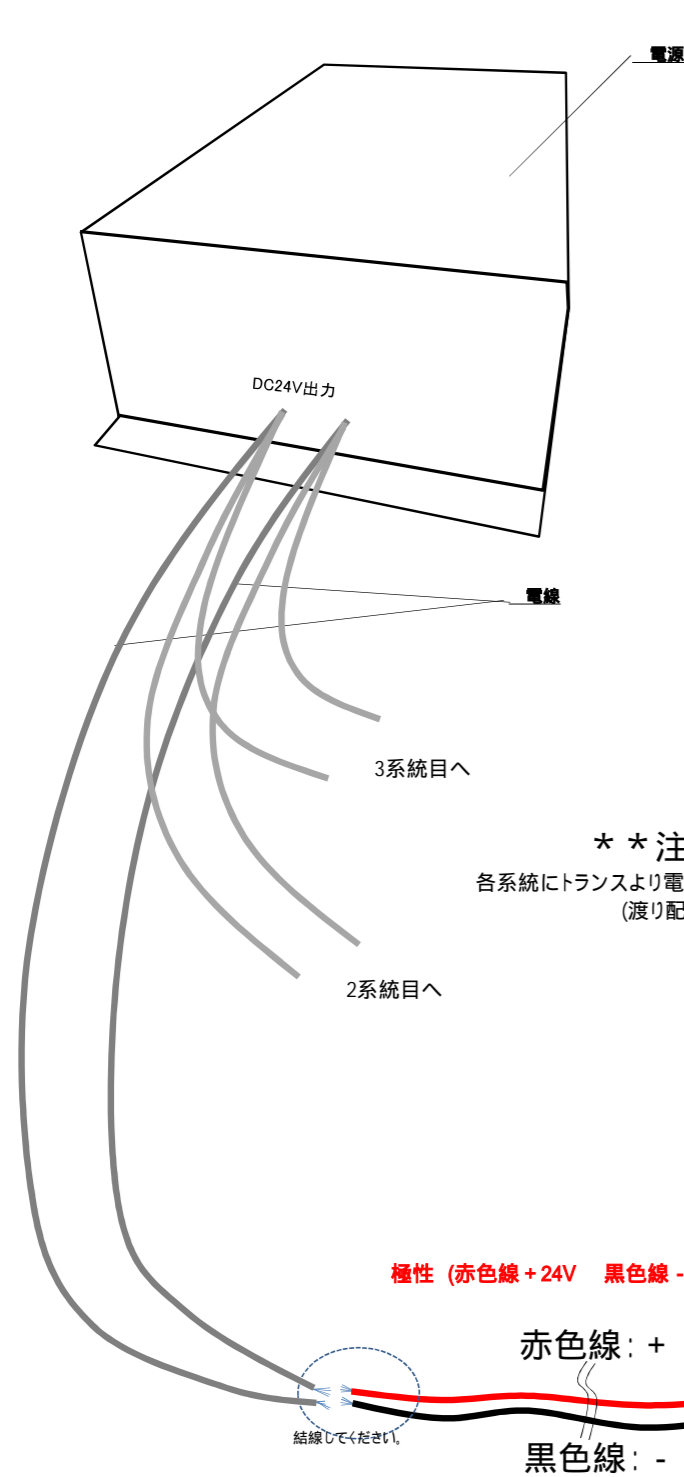 電源
DC24V出力
電線
3系統目へ
**注
各系統にトランスより電
(渡り配
2系統目へ
極性 (赤色線+24V 黒色線-
赤色線:+
結線してください。
黒色線:-